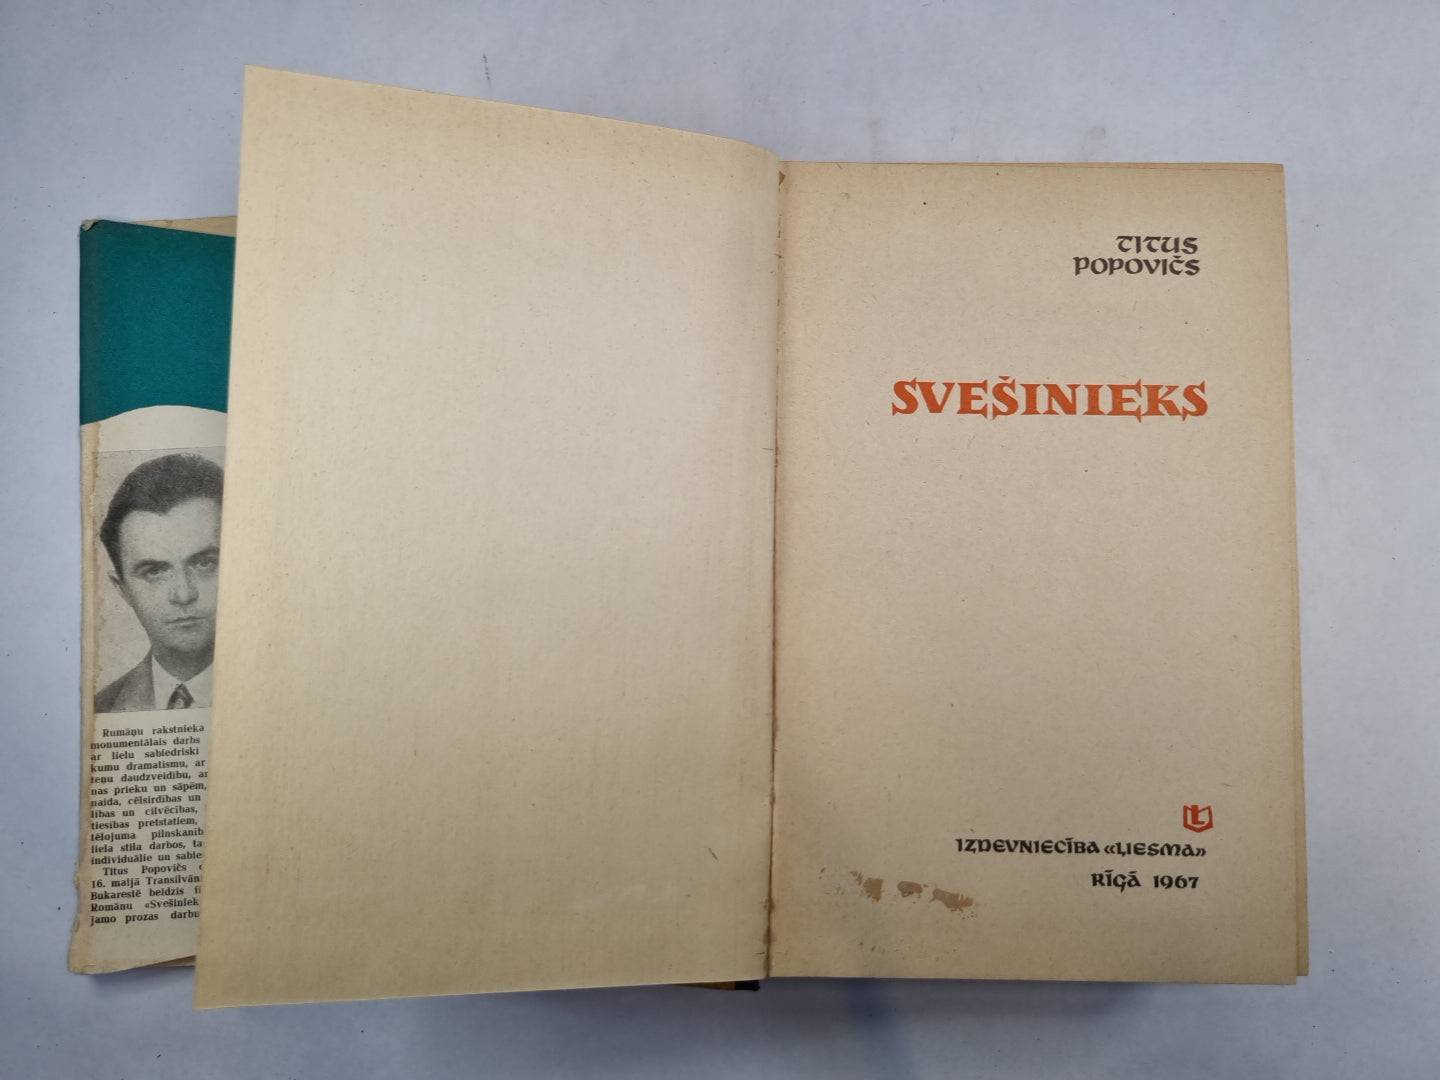 Rumāņu rakstnieka
monumentālais darbs
ar lielu sabiedriski
kumu dramatismu, ar
teņu daudzveidību, ar
nas prieku un sāpēm,
naida, cēlsirdības un
lības un cilvēcības,
tiesības pretstatiem,
tēlojuma pilnskanīb
liela stila darbos, ta
individuālie un sabie
Titus Popovičs
16. maijā Transilvān
Bukarestē beidzis fi
Romānu «Svešiniek
jamo prozas darbu
TITUS
POPOVIČS
SVEŠINIEKS
L
IZDEVNIECĪBA «LIESMA»
RĪGĀ 1967